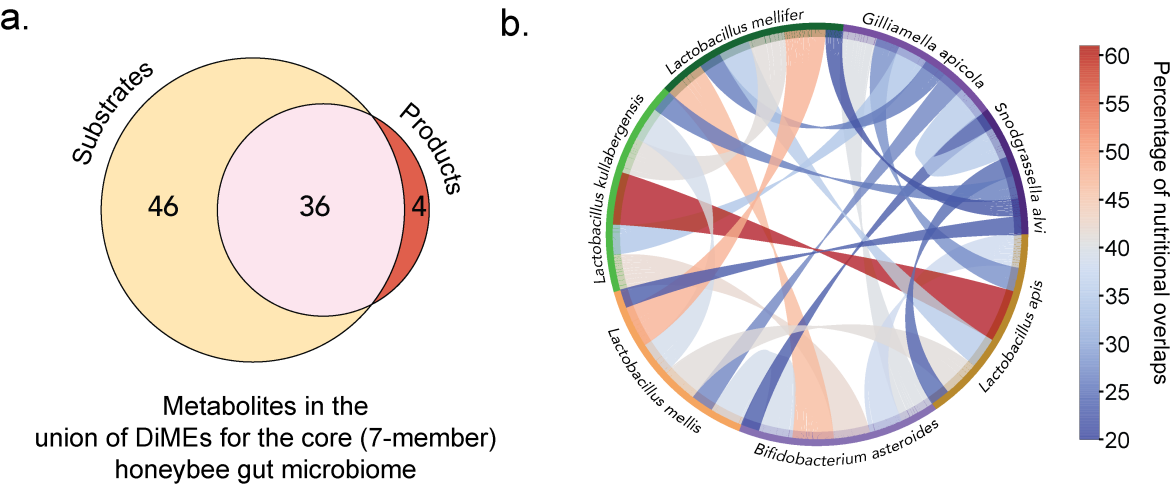 a.
Substrates
Products
46
36
4
Metabolites in the
union of DiMEs for the core (7-member)
honeybee gut microbiome
b.
Lactobacillus mellifer
Gilliamella apicola
Snodgrassella alvi
Lactobacillus apis
Bifidobacterium asteroides
Lactobacillus mellis
Lactobacillus kullabergensis
60
55
50
45
40
35
30
25
20
Percentage of nutritional overlaps